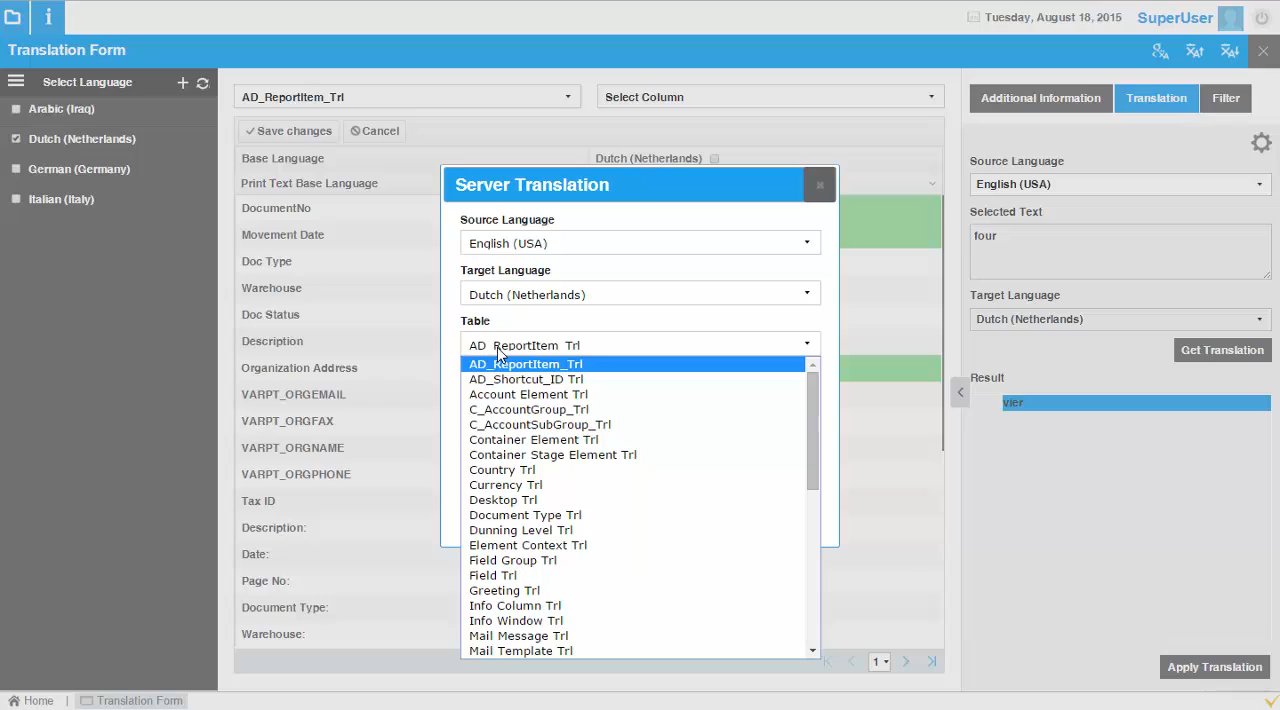 Tuesday, August 18, 2015
SuperUser
Translation Form
Select Language
Arabic (Iraq)
Dutch (Netherlands)
German (Germany)
Italian (Italy)
AD_ReportItem_Trl
Select Column
Save changes
Cancel
Base Language
Dutch (Netherlands)
Print Text Base Language
DocumentNo
Movement Date
Doc Type
Warehouse
Doc Status
Description
Organization Address
VARPT_ORGEMAIL
VARPT_ORGFAX
VARPT_ORGNAME
VARPT_ORGPHONE
Tax ID
Description:
Date:
Page No:
Document Type:
Warehouse:
1
Server Translation
Source Language
English (USA)
Target Language
Dutch (Netherlands)
Table
AD_ReportItem_Trl
AD_ReportItem_Trl
AD_Shortcut_ID Trl
Account Element Trl
C_AccountGroup_Trl
C_AccountSubGroup_Trl
Container Element Trl
Container Stage Element Trl
Country Trl
Currency Trl
Desktop Trl
Document Type Trl
Dunning Level Trl
Element Context Trl
Field Group Trl
Field Trl
Greeting Trl
Info Column Trl
Info Window Trl
Mail Message Trl
Mail Template Trl
Additional Information
Translation
Filter
Source Language
English (USA)
Selected Text
four
Target Language
Dutch (Netherlands)
Get Translation
Result
vier
Apply Translation
Home
Translation Form